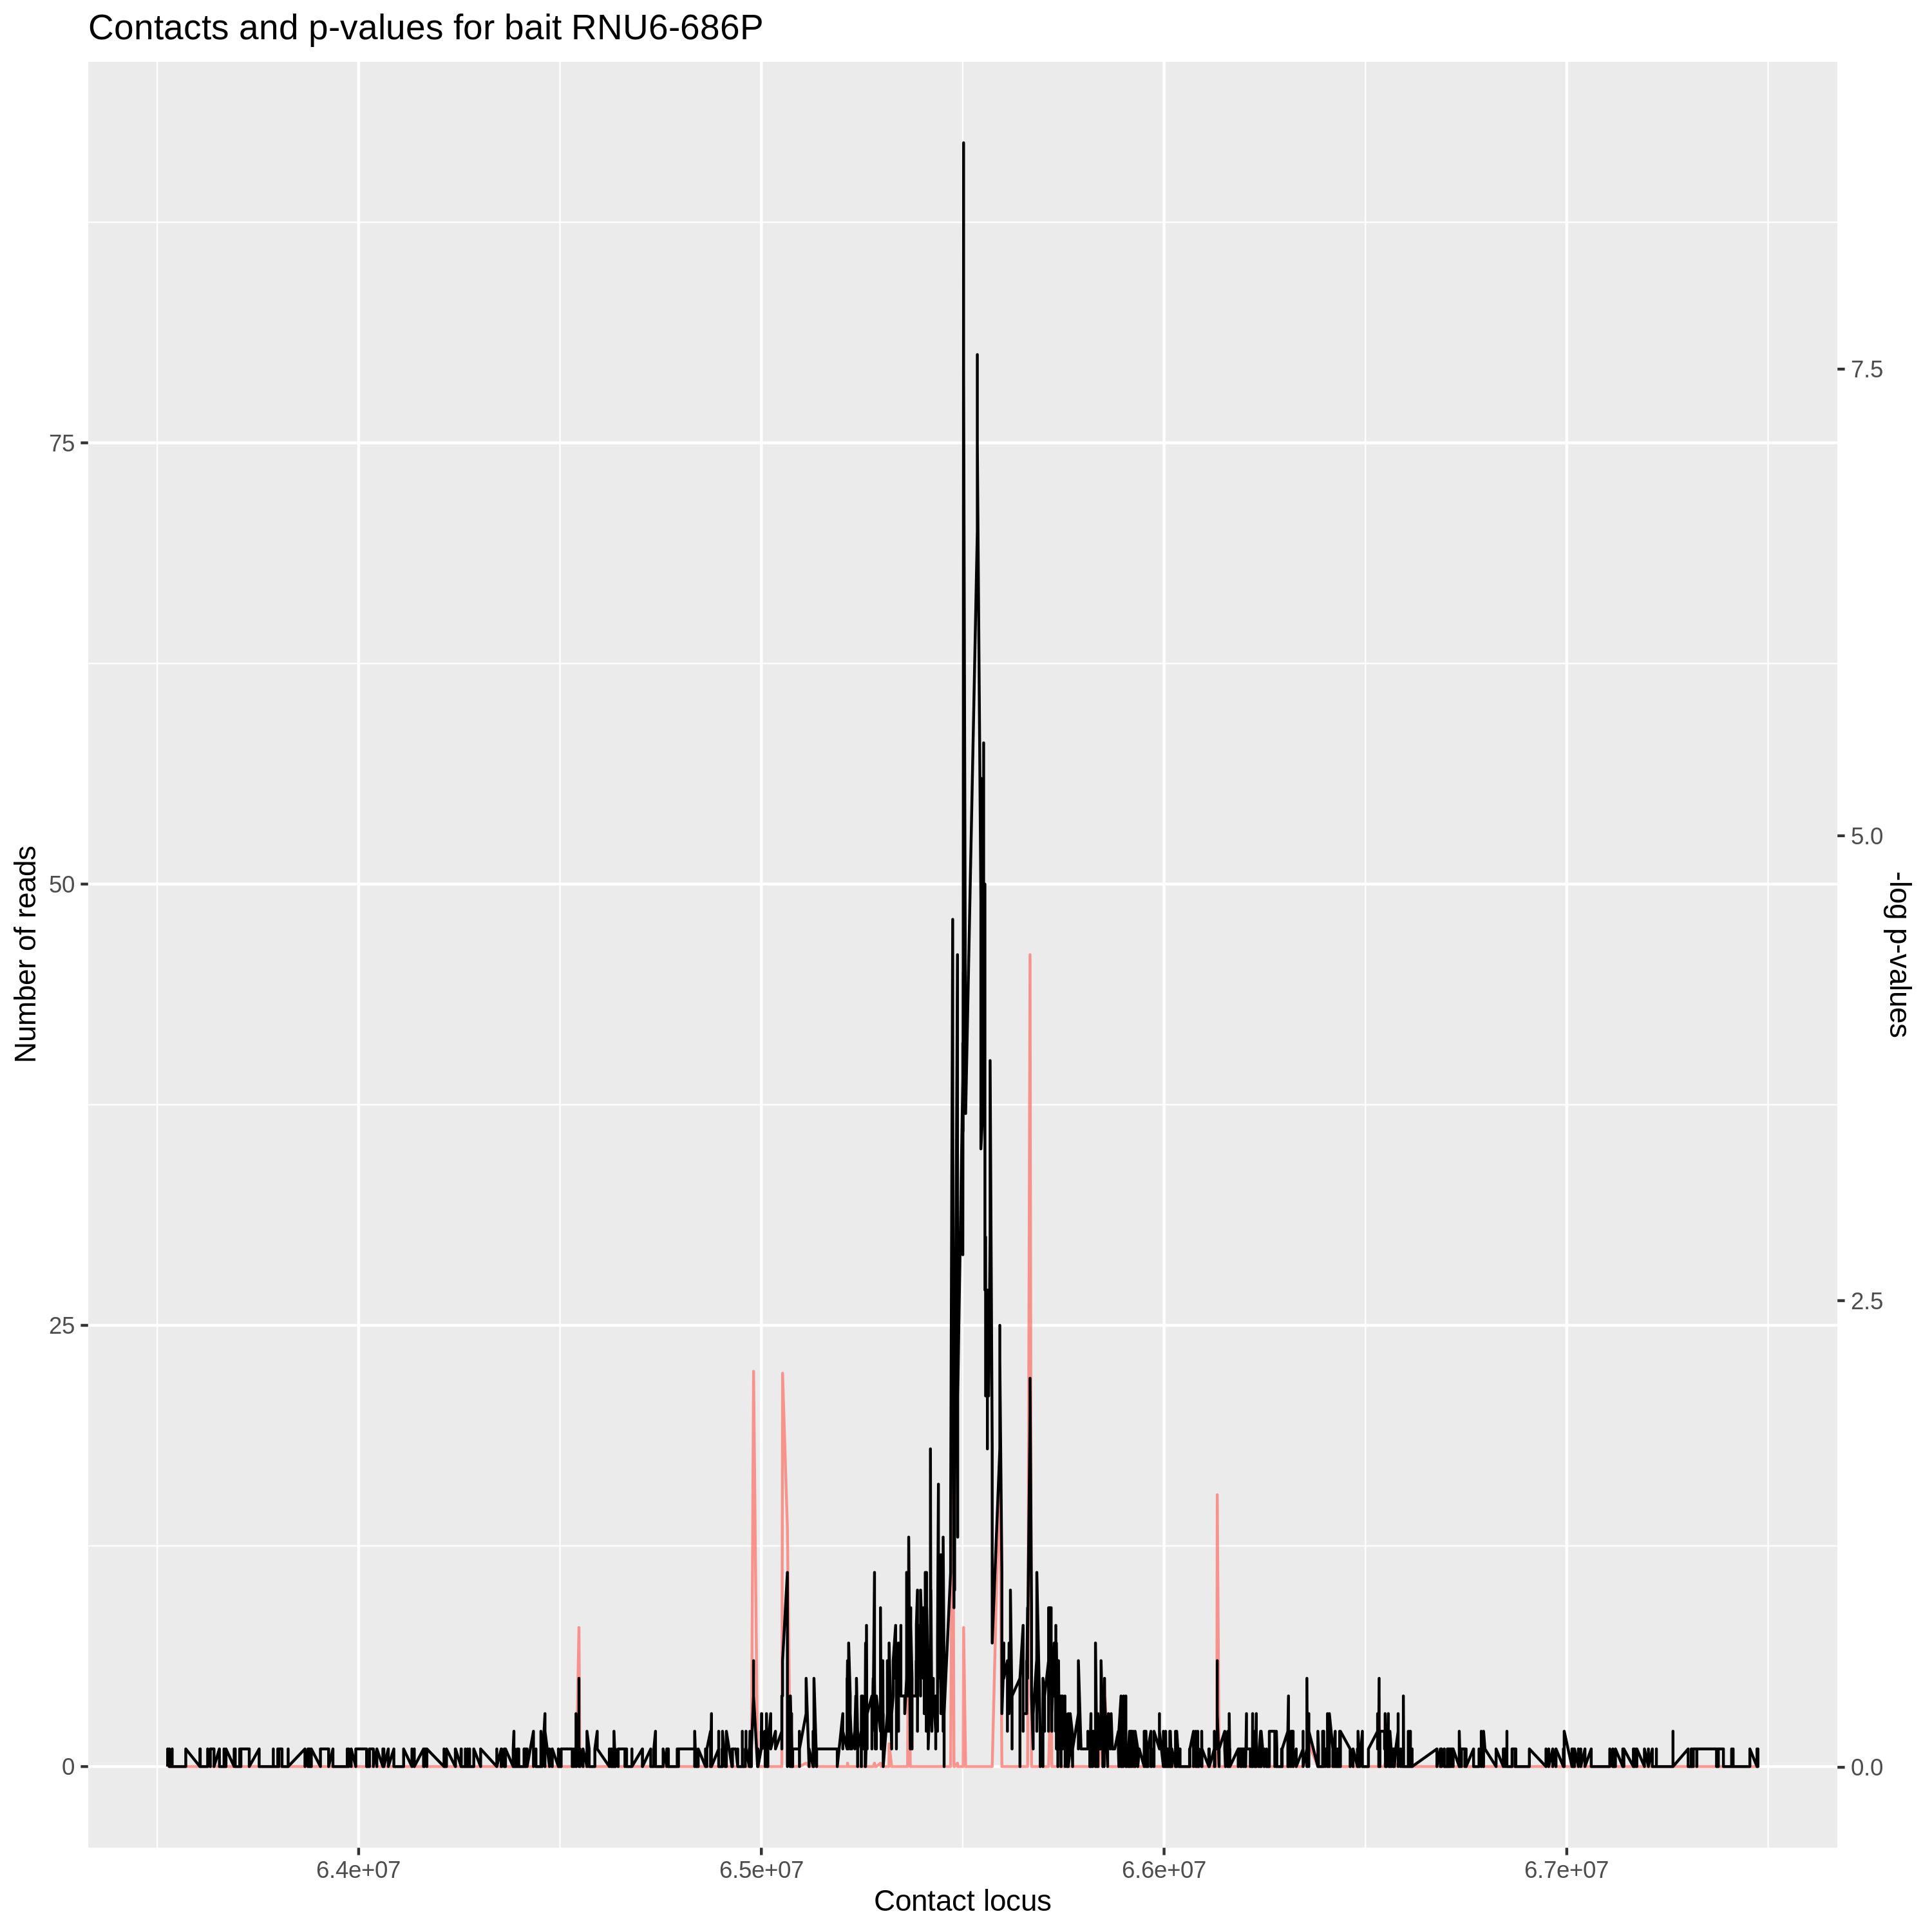 Contacts and p-values for bait RNU6-686P
Number of reads
75
50
25
0
7.5
5.0
2.5
0.0
-log p-values
6.4e+07
6.5e+07
6.6e+07
6.7e+07
Contact locus